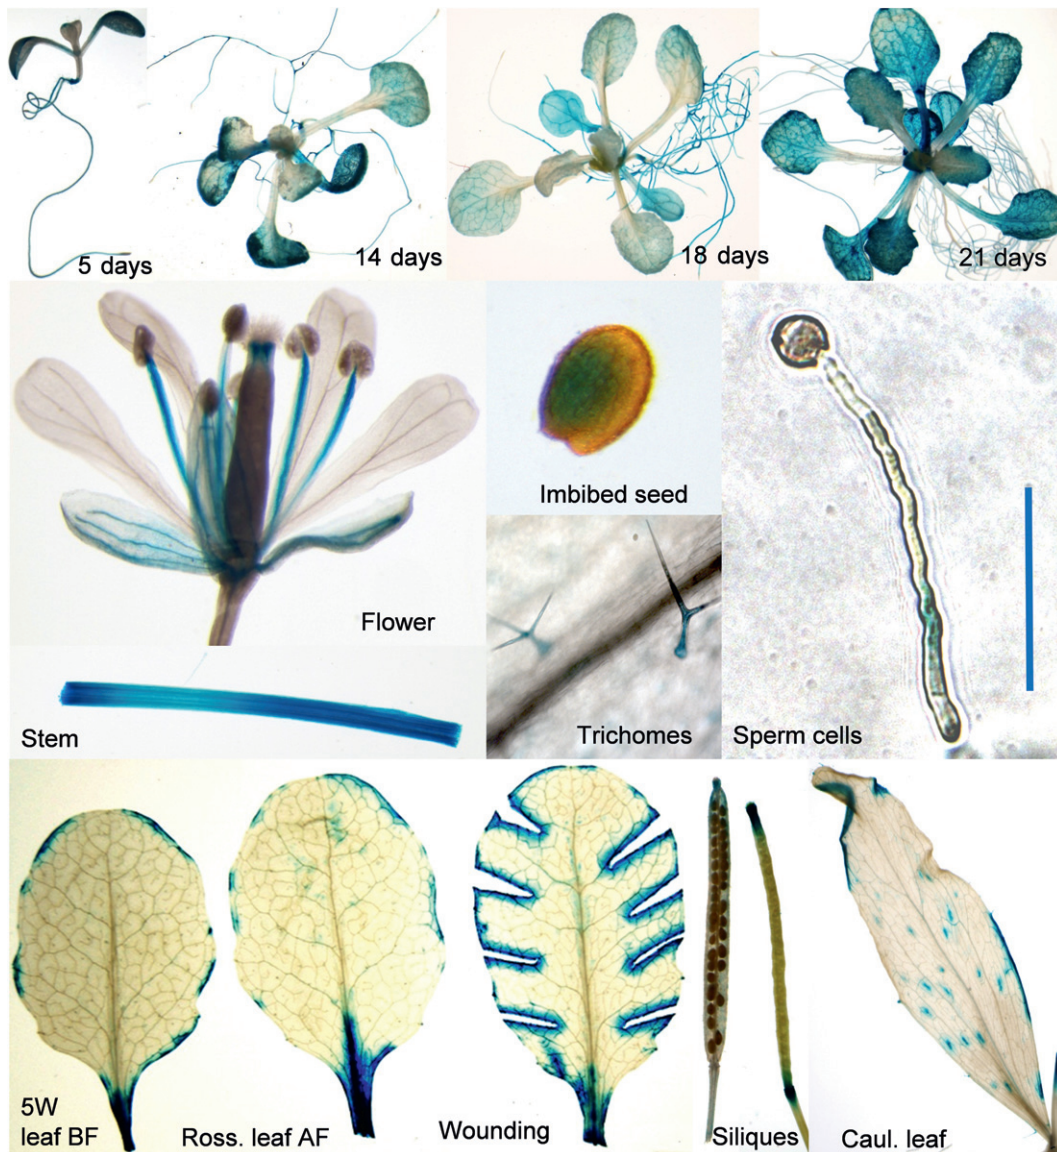 5 days
14 days
18 days
21 days
Flower
Imbibed seed
Stem
Trichomes
Sperm cells
5W
leaf BF
Ross. leaf AF
Wounding
Siliques
Caul. leaf